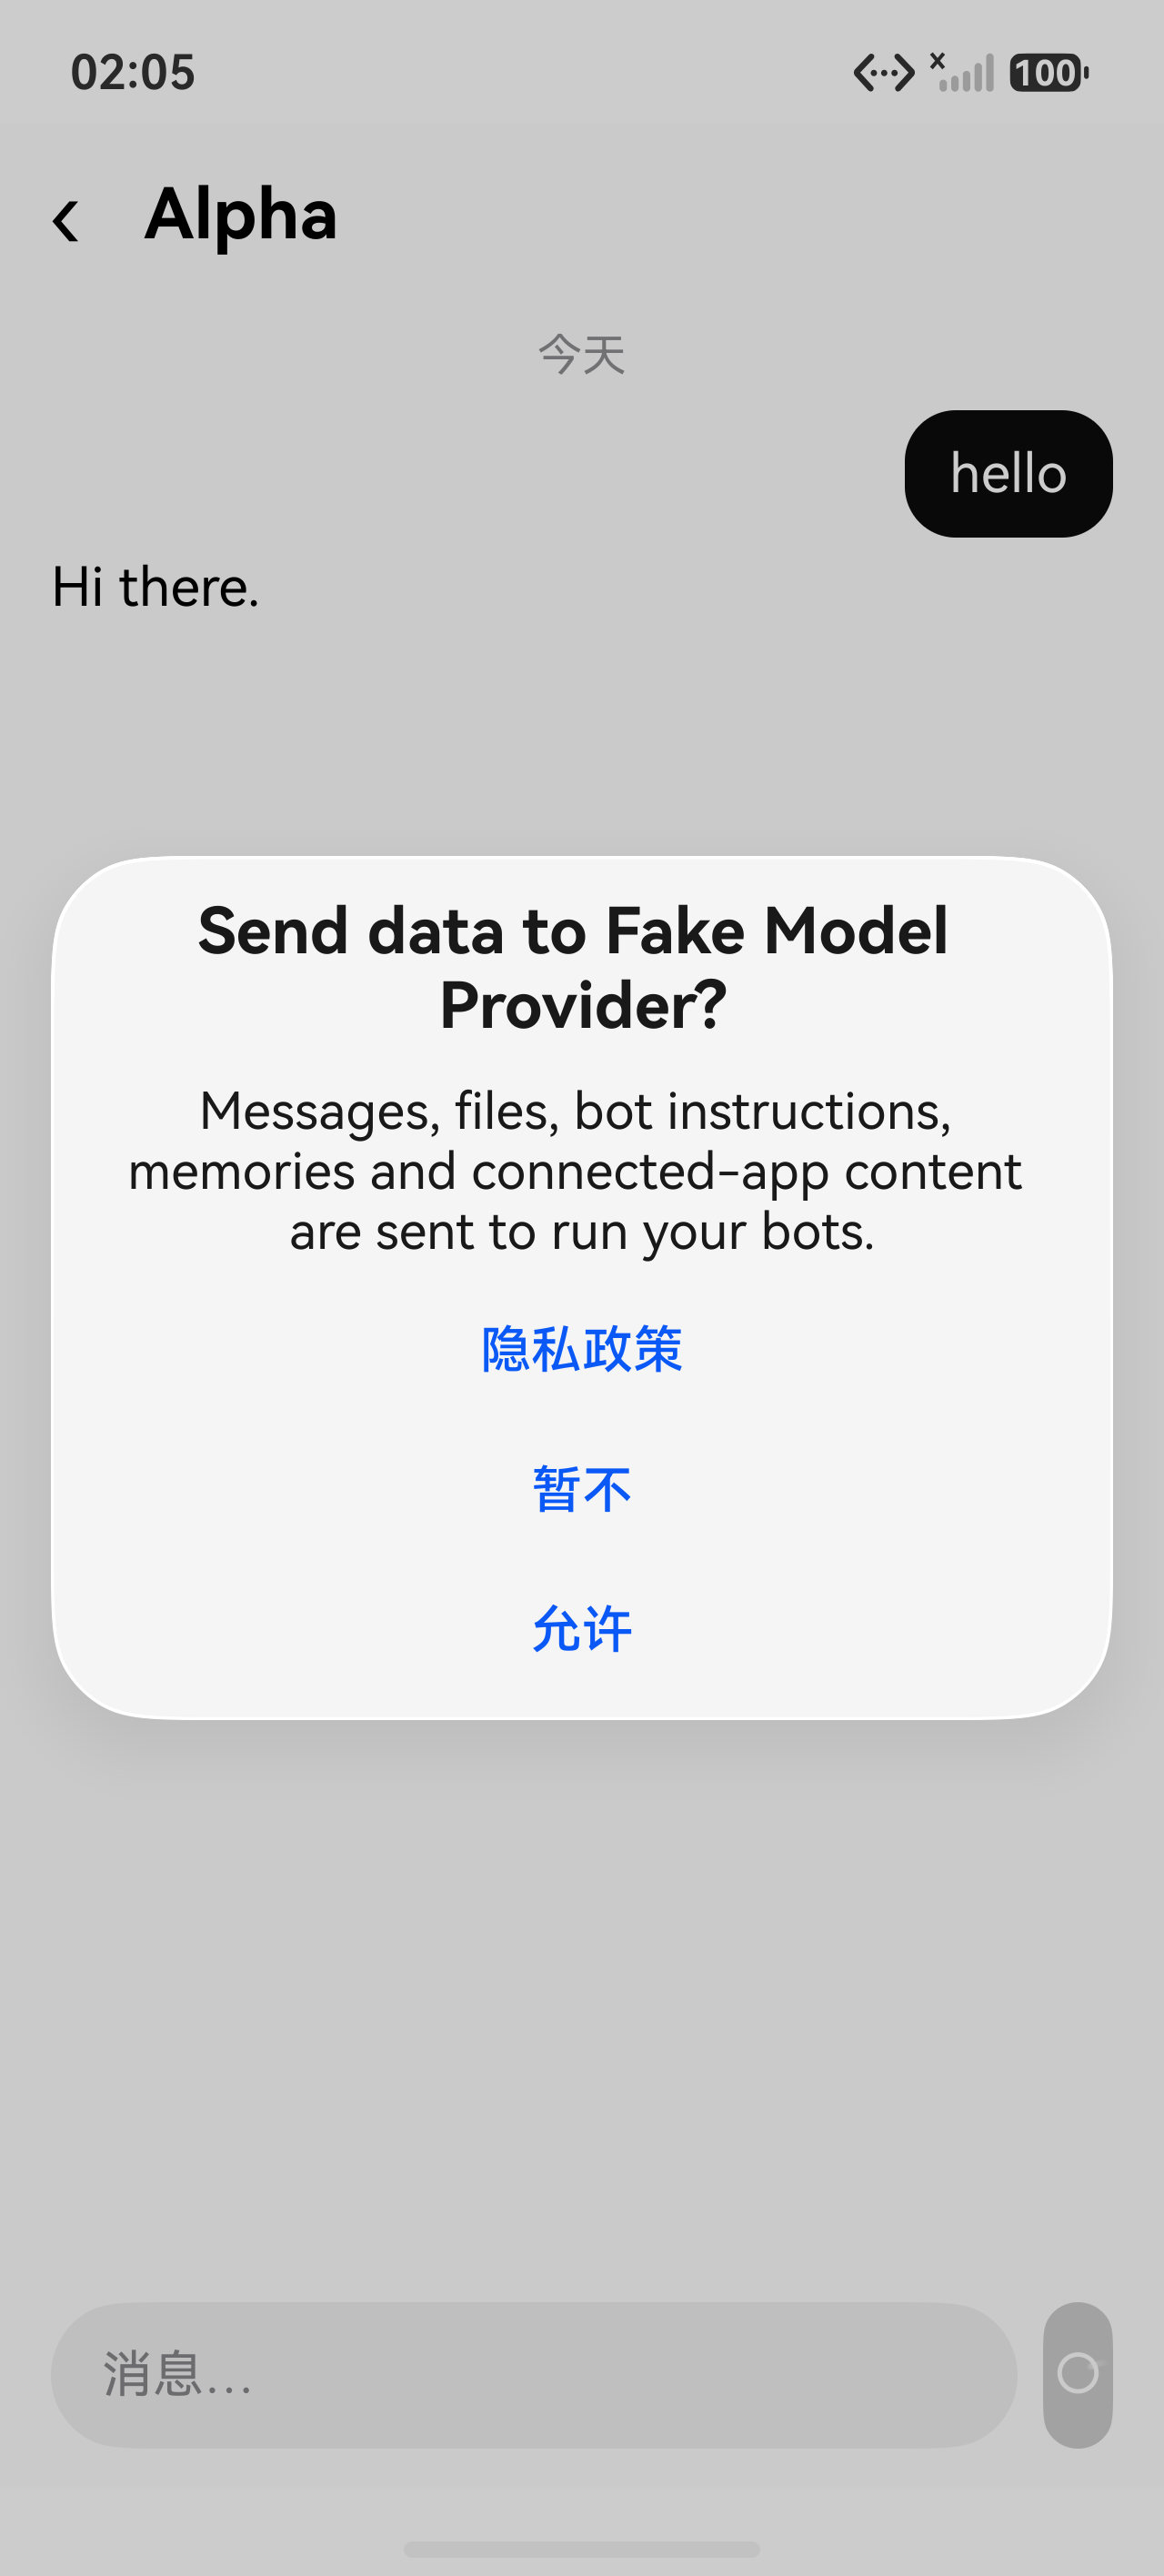 02:05
100
Alpha
今天
hello
Hi there.
Send data to Fake Model
Provider?
Messages, files, bot instructions,
memories and connected-app content
are sent to run your bots.
隐私政策
暂不
允许
消息...